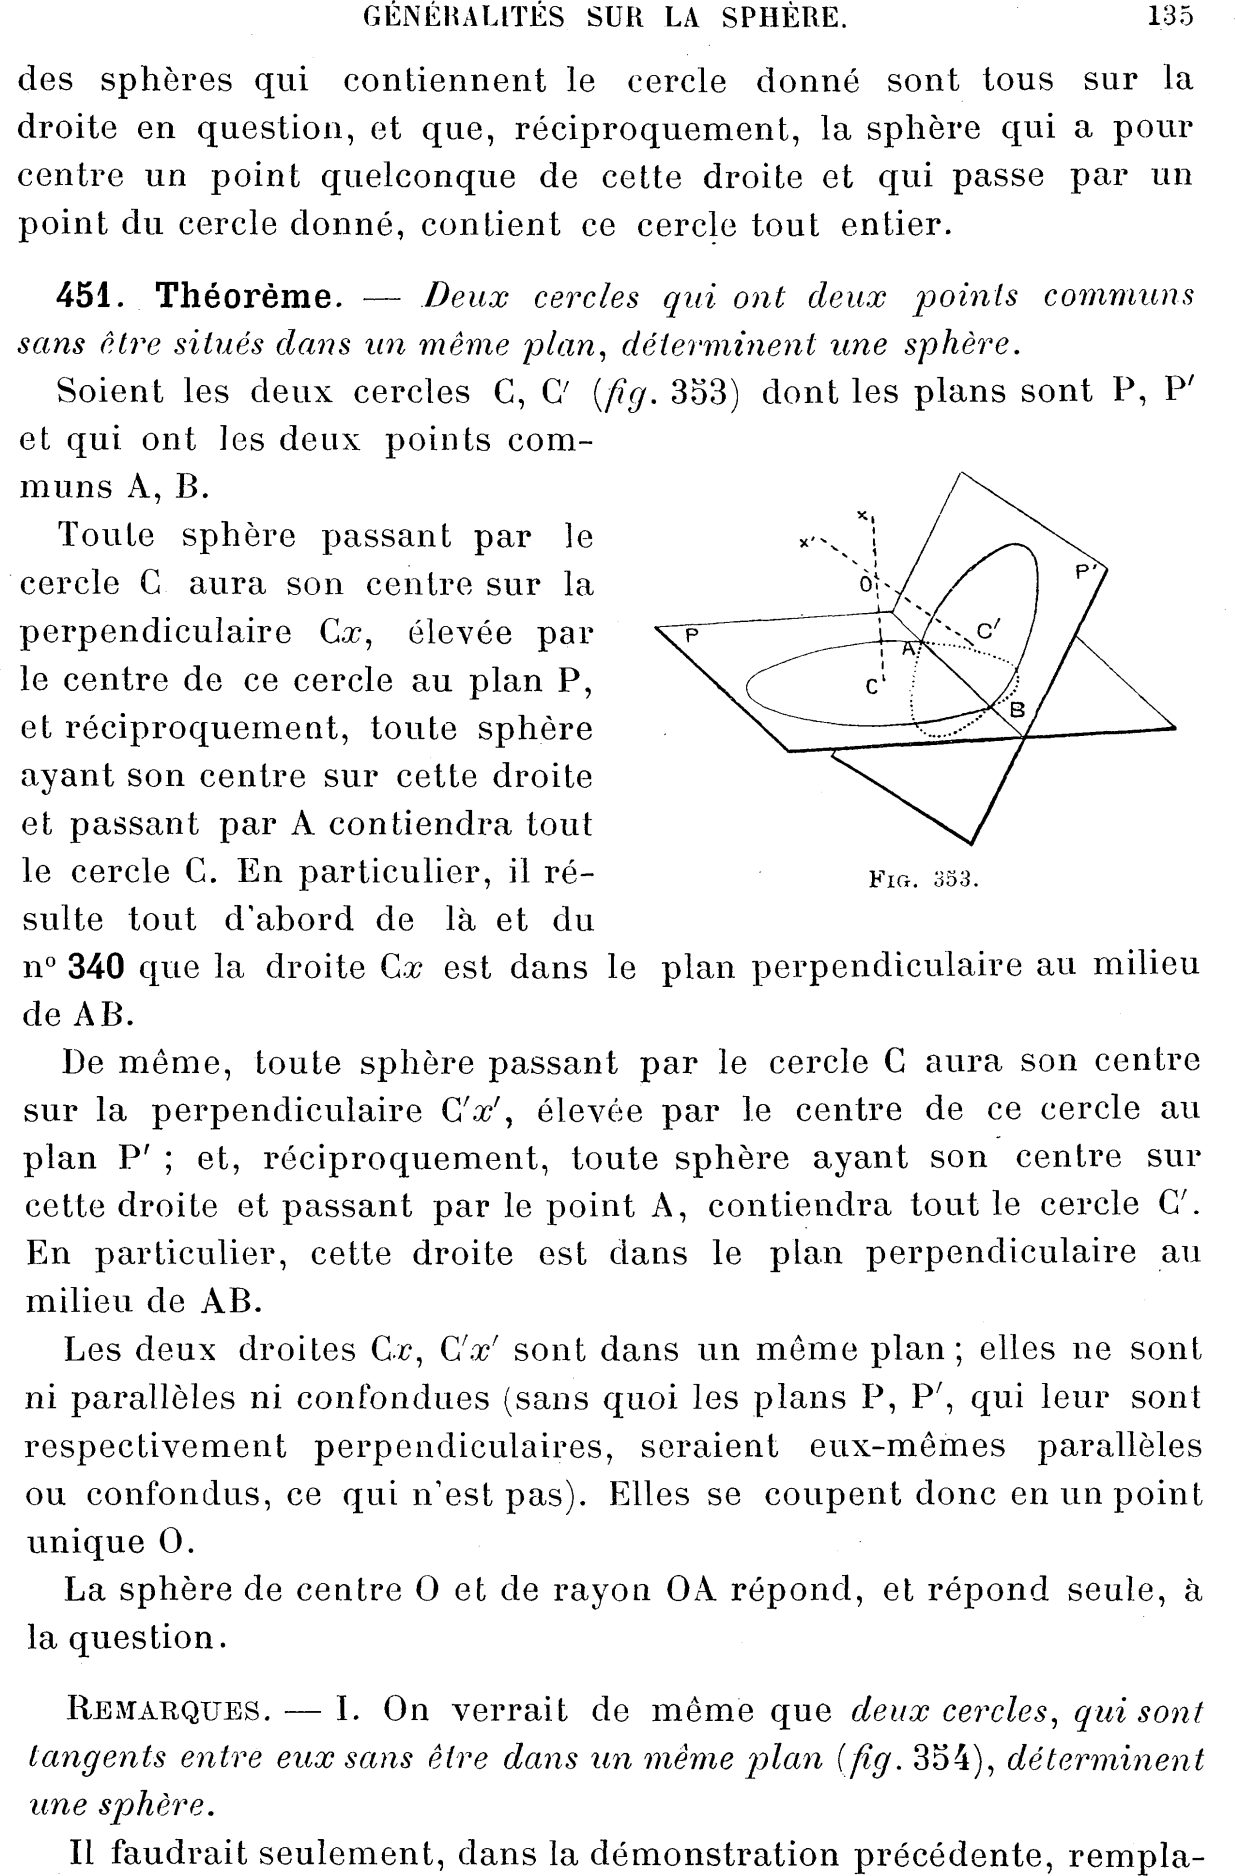 GÉNÉRALITÉS SUR LA SPHÈRE. 135
des sphères qui contiennent le cercle donné sont tous sur la
droite en question, et que, réciproquement, la sphère qui a pour
centre un point quelconque de cette droite et qui passe par un
point du cercle donné, contient ce cercle tout entier.
451. Théorème. — Deux cercles qui ont deux points communs
sans être situés dans un même plan, déterminent une sphère.
Soient les deux cercles C, C′ (fig. 353) dont les plans sont P, P′
et qui ont les deux points com-
muns A, B.
Toute sphère passant par le
cercle C aura son centre sur la
perpendiculaire Cx, élevée par
le centre de ce cercle au plan P,
et réciproquement, toute sphère
ayant son centre sur cette droite
et passant par A contiendra tout
le cercle C. En particulier, il ré-
sulte tout d'abord de là et du
x
x′
O
P
P′
A
C′
C
B
FIG. 353.
nº 340 que la droite Cx est dans le plan perpendiculaire au milieu
de AB.
De même, toute sphère passant par le cercle C aura son centre
sur la perpendiculaire C′x′, élevée par le centre de ce cercle au
plan P′ ; et, réciproquement, toute sphère ayant son centre sur
cette droite et passant par le point A, contiendra tout le cercle C′.
En particulier, cette droite est dans le plan perpendiculaire au
milieu de AB.
Les deux droites Cx, C′x′ sont dans un même plan ; elles ne sont
ni parallèles ni confondues (sans quoi les plans P, P′, qui leur sont
respectivement perpendiculaires, seraient eux-mêmes parallèles
ou confondus, ce qui n'est pas). Elles se coupent donc en un point
unique O.
La sphère de centre O et de rayon OA répond, et répond seule, à
la question.
REMARQUES. — I. On verrait de même que deux cercles, qui sont
tangents entre eux sans être dans un même plan (fig. 354), déterminent
une sphère.
Il faudrait seulement, dans la démonstration précédente, rempla-